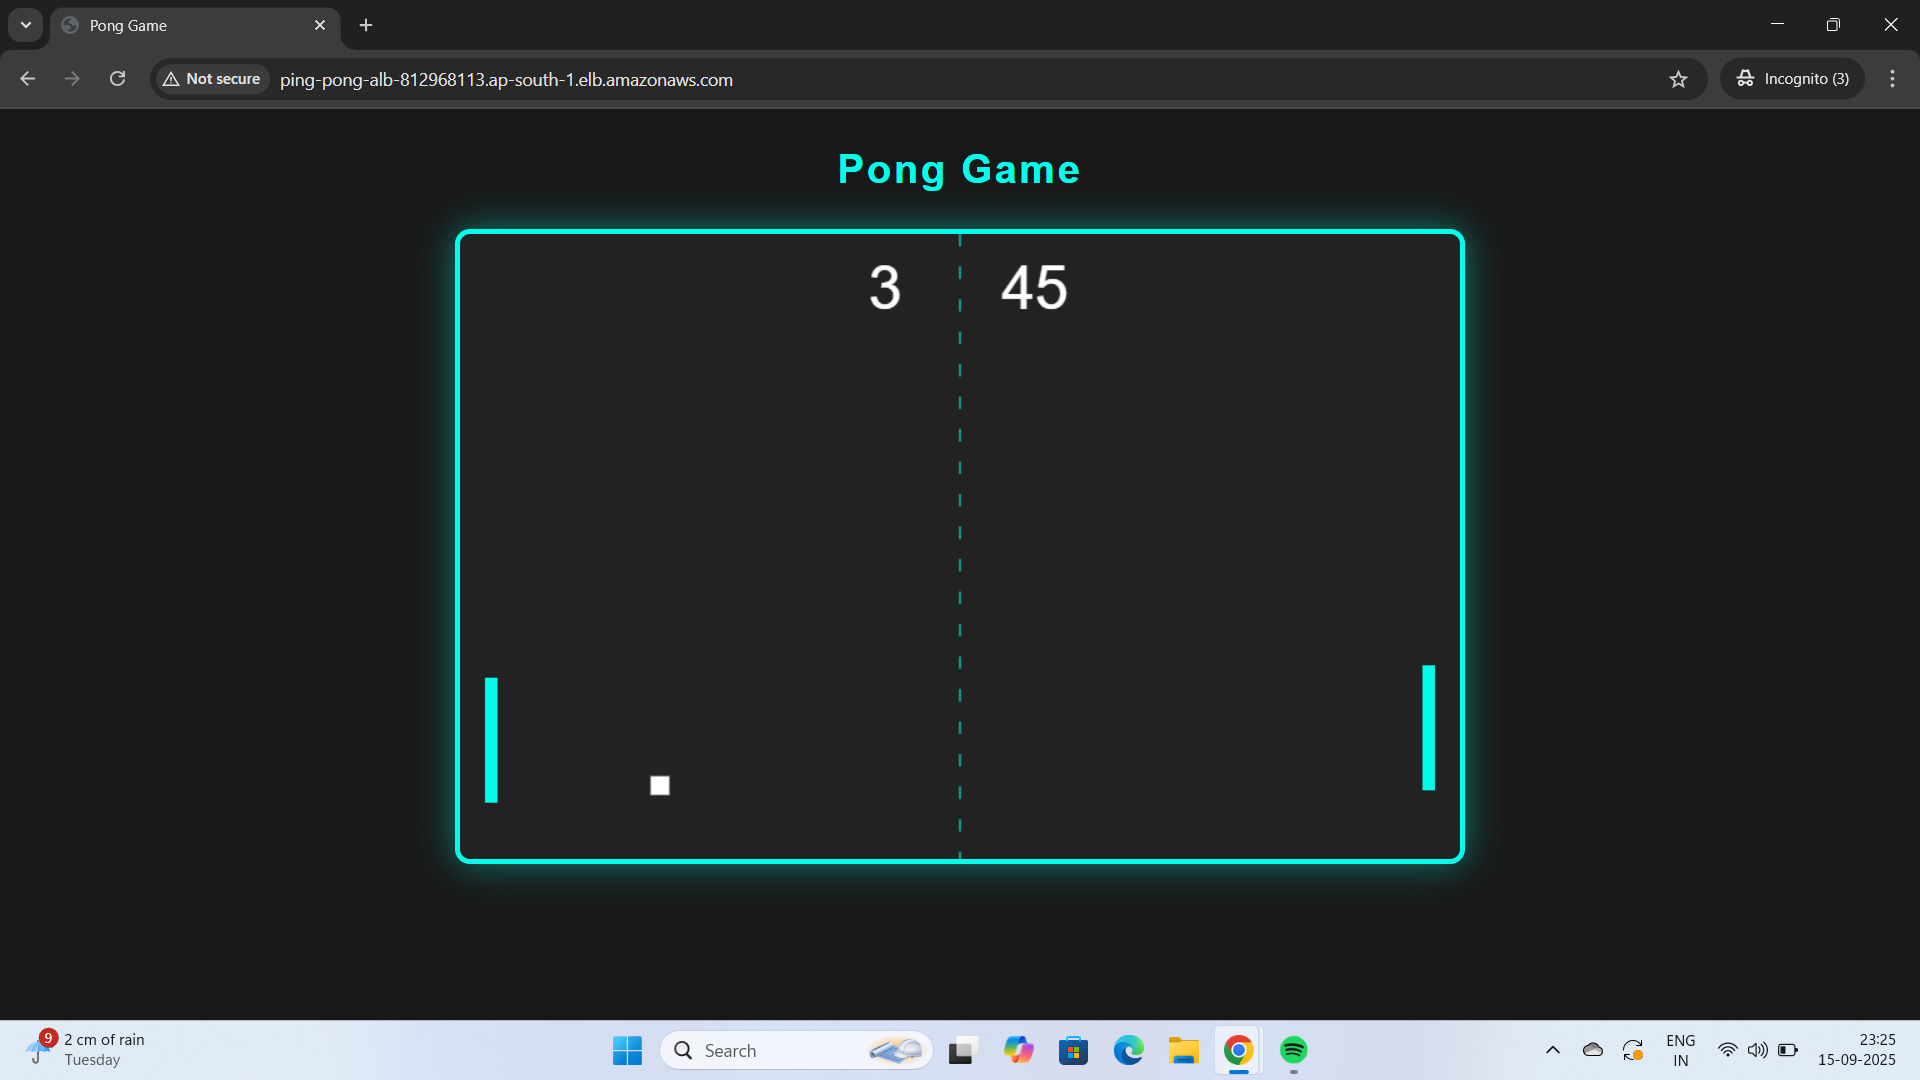 Pong Game
Not secure
ping-pong-alb-812968113.ap-south-1.elb.amazonaws.com
Incognito (3)
Pong Game
3 45
9
2 cm of rain
Tuesday
Search
ENG
IN
23:25
15-09-2025